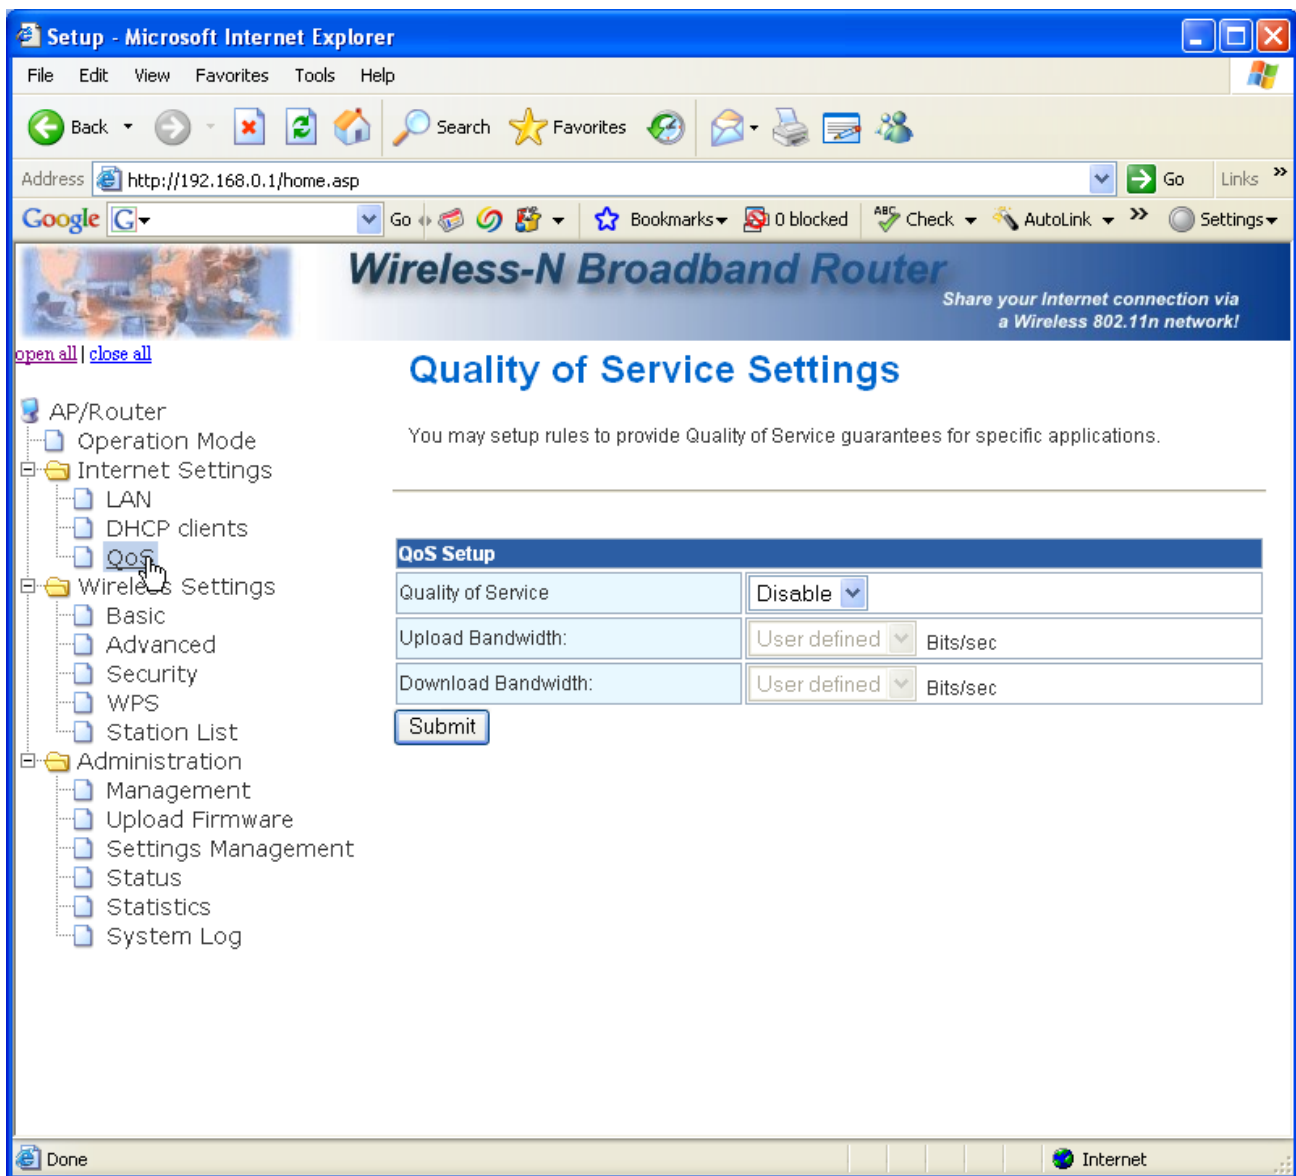 Setup - Microsoft Internet Explorer
File Edit View Favorites Tools Help
Back Search Favorites
Address http://192.168.0.1/home.asp Go Links »
Google G Go Bookmarks 0 blocked ABC Check AutoLink » Settings
Wireless-N Broadband Router
Share your Internet connection via
a Wireless 802.11n network!
open all | close all
AP/Router
Operation Mode
Internet Settings
LAN
DHCP clients
QoS
Wireless Settings
Basic
Advanced
Security
WPS
Station List
Administration
Management
Upload Firmware
Settings Management
Status
Statistics
System Log
Quality of Service Settings
You may setup rules to provide Quality of Service guarantees for specific applications.
QoS Setup
Quality of Service Disable
Upload Bandwidth: User defined Bits/sec
Download Bandwidth: User defined Bits/sec
Submit
Done Internet